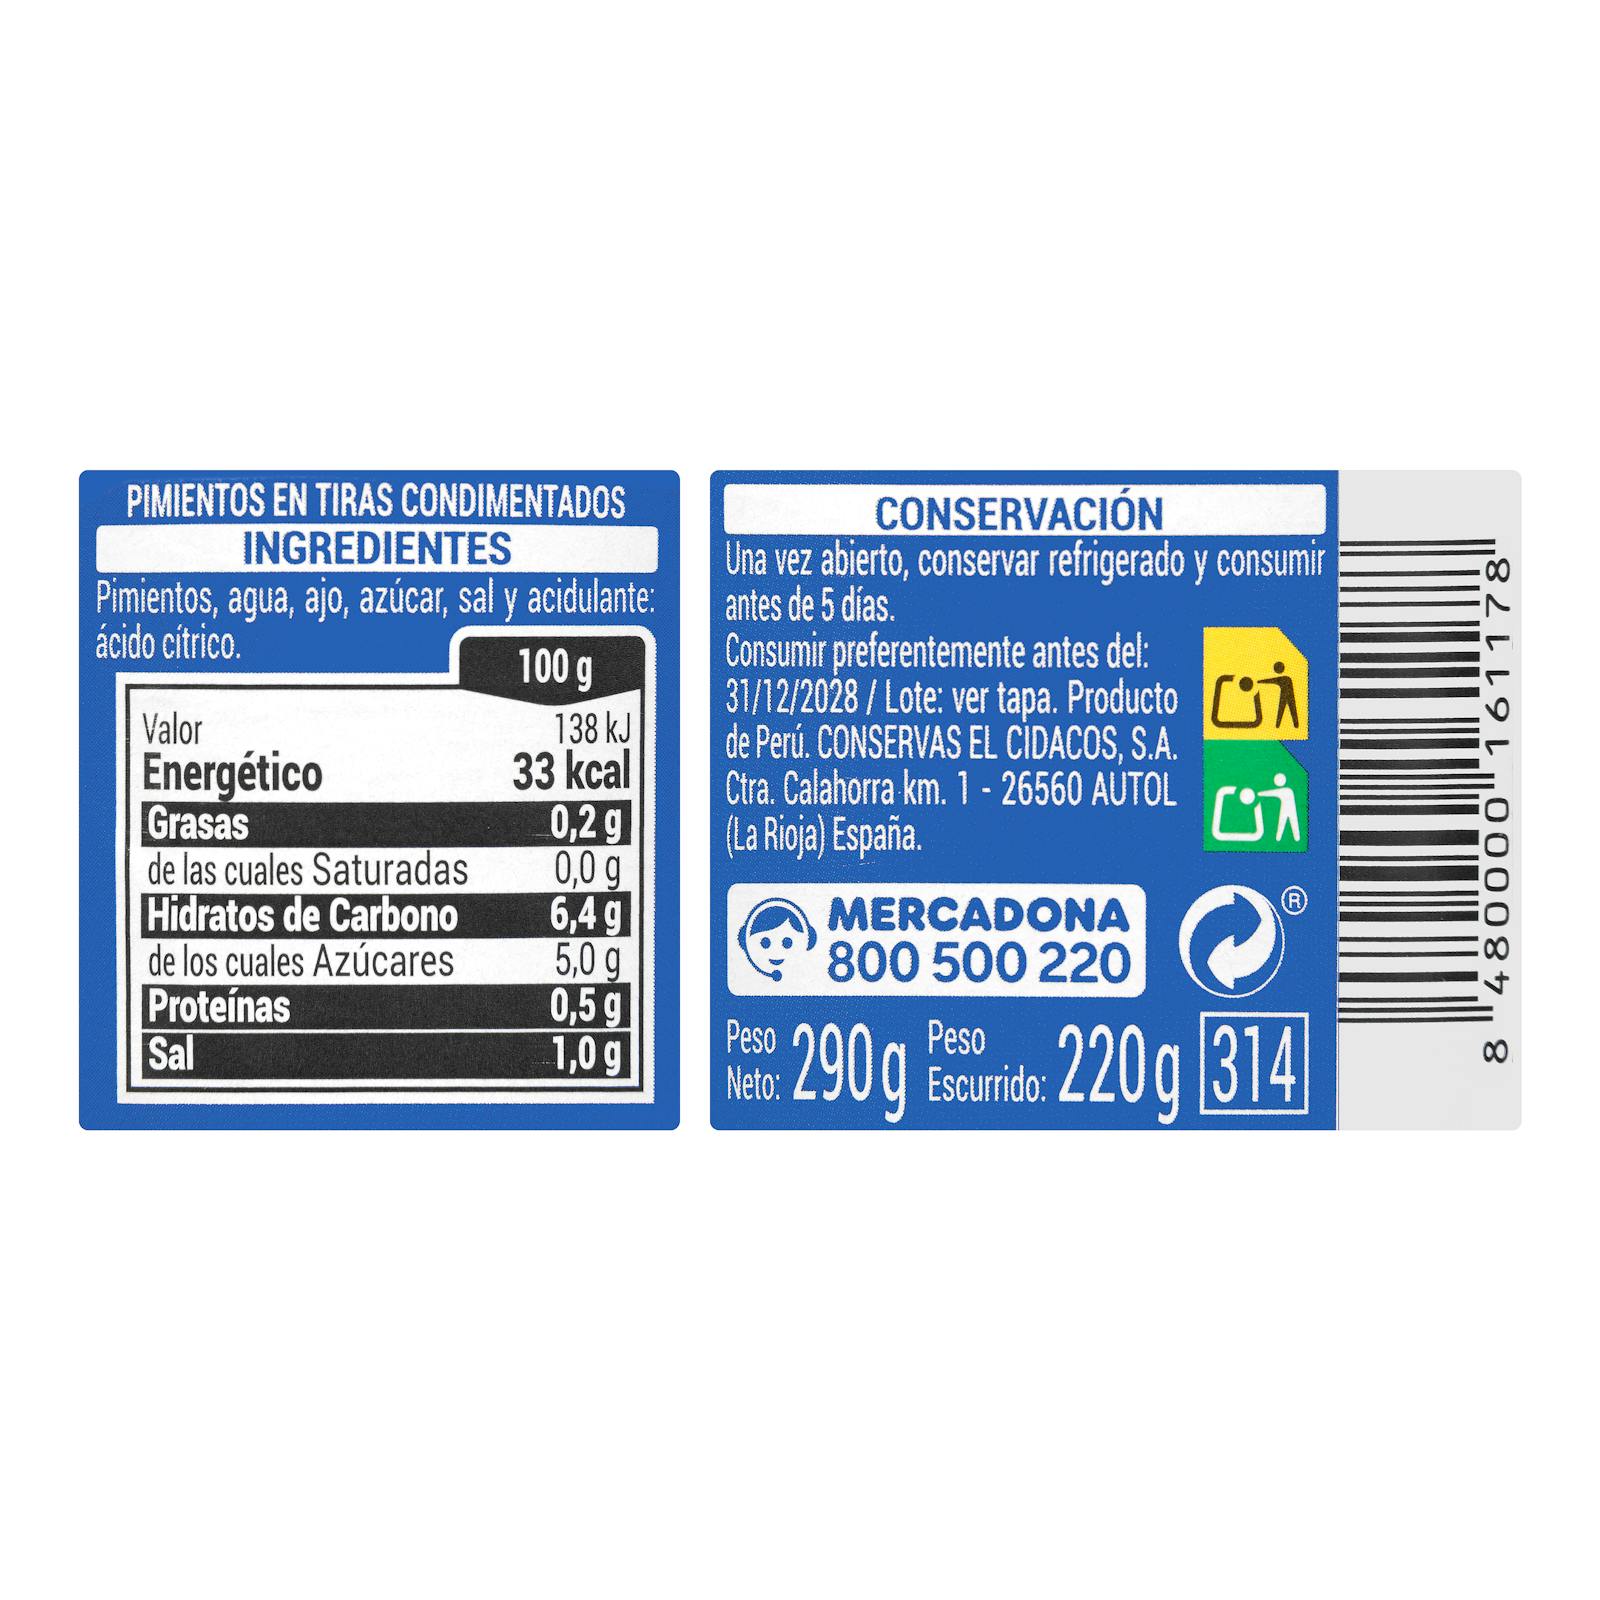 PIMIENTOS EN TIRAS CONDIMENTADOS
INGREDIENTES
Pimientos, agua, ajo, azúcar, sal y acidulante:
ácido cítrico.
100 g
Valor 138 kJ
Energético 33 kcal
Grasas 0,2 g
de las cuales Saturadas 0,0 g
Hidratos de Carbono 6,4 g
de los cuales Azúcares 5,0 g
Proteínas 0,5 g
Sal 1,0 g
CONSERVACIÓN
Una vez abierto, conservar refrigerado y consumir
antes de 5 días.
Consumir preferentemente antes del:
31/12/2028 / Lote: ver tapa. Producto
de Perú. CONSERVAS EL CIDACOS, S.A.
Ctra. Calahorra km. 1 - 26560 AUTOL
(La Rioja) España.
MERCADONA
800 500 220
®
Peso Neto: 290 g Peso Escurrido: 220 g 314
8 480000 161178